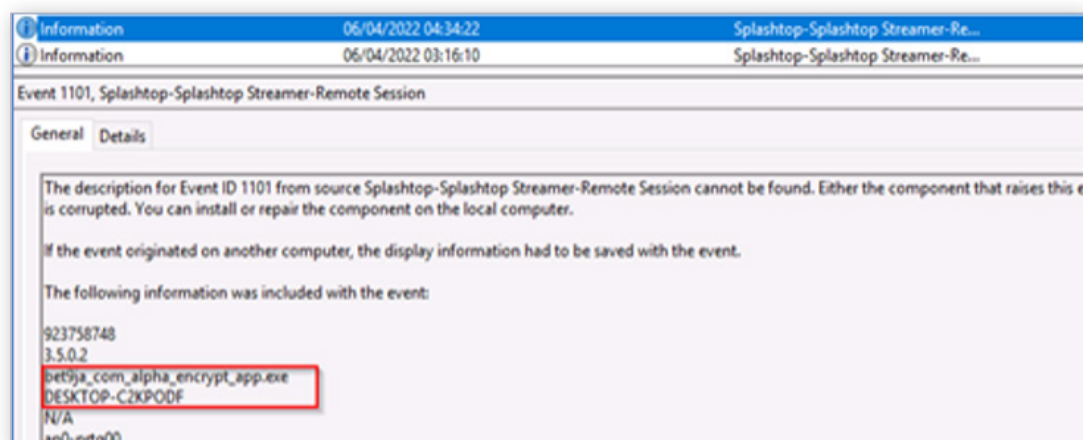 Information 06/04/2022 04:34:22 Splashtop-Splashtop Streamer-Re...
Information 06/04/2022 03:16:10 Splashtop-Splashtop Streamer-Re...
Event 1101, Splashtop-Splashtop Streamer-Remote Session
General Details
The description for Event ID 1101 from source Splashtop-Splashtop Streamer-Remote Session cannot be found. Either the component that raises this e
is corrupted. You can install or repair the component on the local computer.
If the event originated on another computer, the display information had to be saved with the event.
The following information was included with the event:
923758748
3.5.0.2
bet9ja_com_alpha_encrypt_app.exe
DESKTOP-C2KPODF
N/A